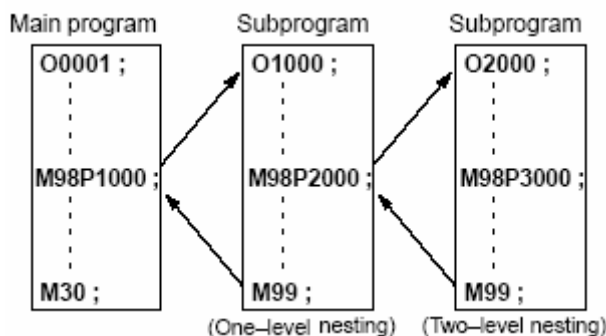 Main program
O0001 ;
M98P1000 ;
M30 ;
Subprogram
O1000 ;
M98P2000 ;
M99 ;
(One–level nesting)
Subprogram
O2000 ;
M98P3000 ;
M99 ;
(Two–level nesting)